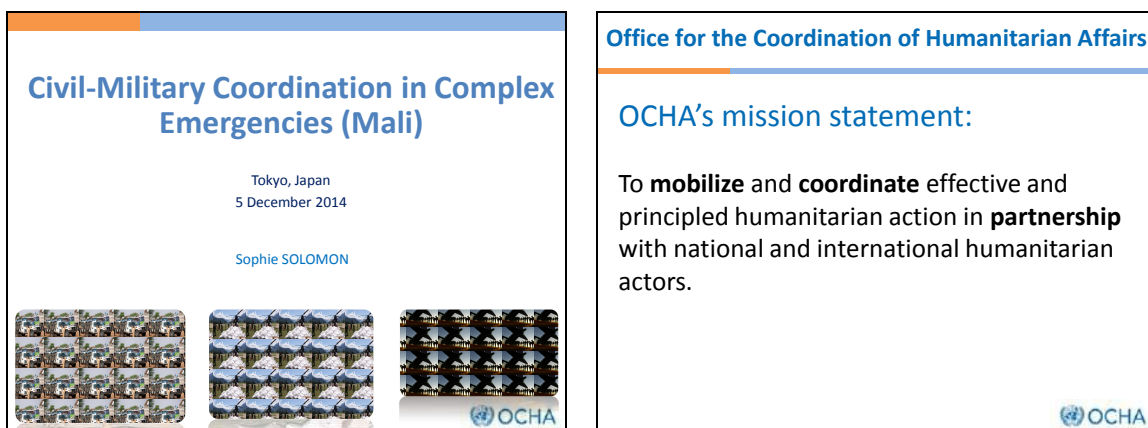 Civil-Military Coordination in Complex
Emergencies (Mali)
Tokyo, Japan
5 December 2014
Sophie SOLOMON
OCHA
Office for the Coordination of Humanitarian Affairs
OCHA's mission statement:
To mobilize and coordinate effective and
principled humanitarian action in partnership
with national and international humanitarian
actors.
OCHA